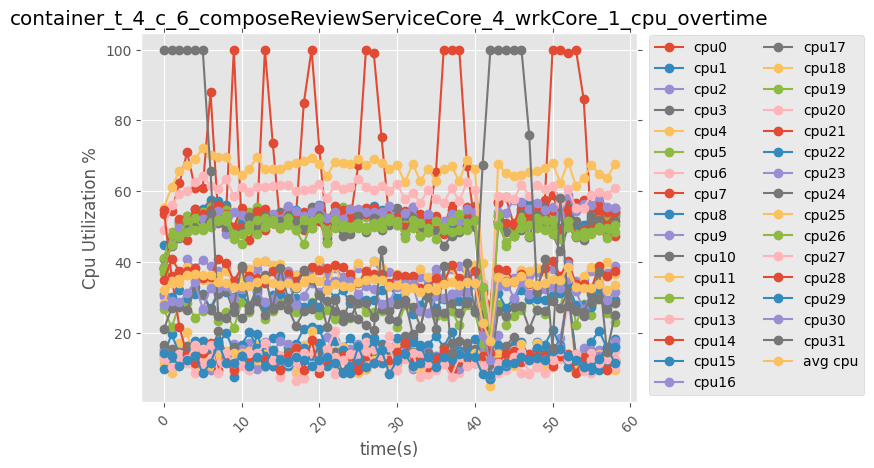 container_t_4_c_6_composeReviewServiceCore_4_wrkCore_1_cpu_overtime
100
80
60
40
20
Cpu Utilization %
0
10
20
30
40
50
60
time(s)
cpu0
cpu1
cpu2
cpu3
cpu4
cpu5
cpu6
cpu7
cpu8
cpu9
cpu10
cpu11
cpu12
cpu13
cpu14
cpu15
cpu16
cpu17
cpu18
cpu19
cpu20
cpu21
cpu22
cpu23
cpu24
cpu25
cpu26
cpu27
cpu28
cpu29
cpu30
cpu31
avg cpu